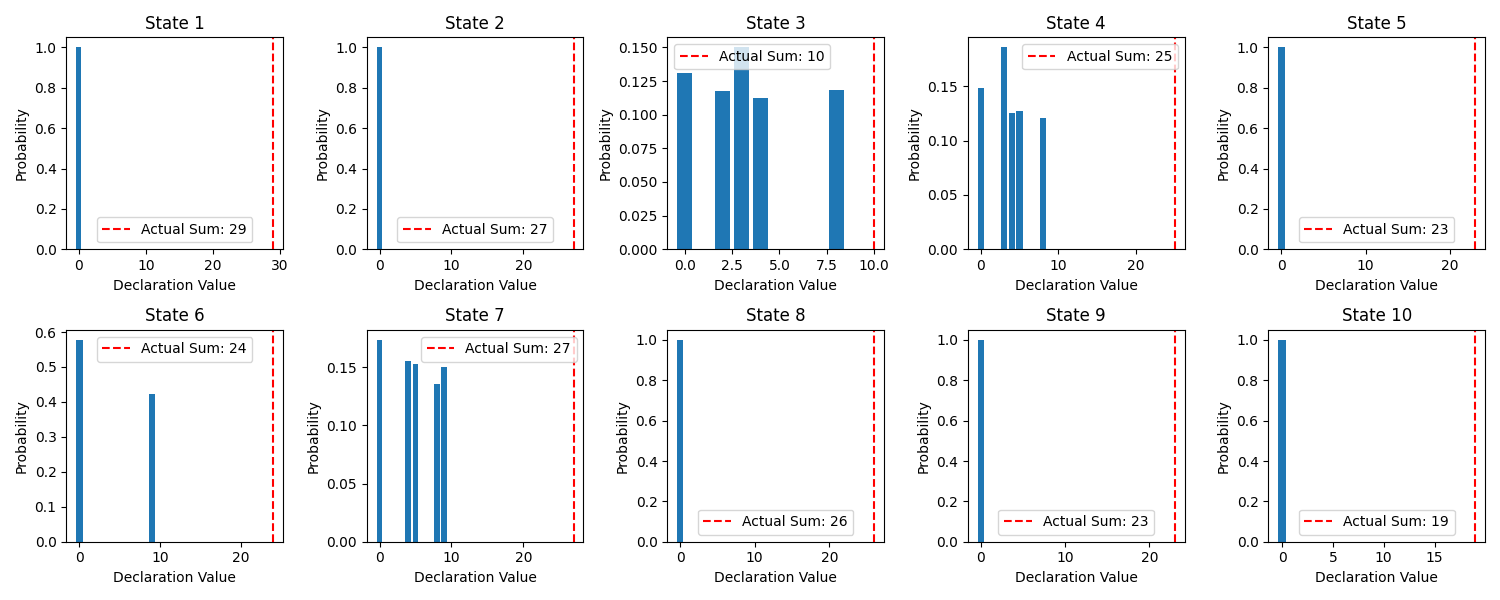 State 1
State 2
State 3
State 4
State 5
Probability
1.0
0.8
0.6
0.4
0.2
0.0
Actual Sum: 29
0 10 20 30
Declaration Value
Probability
1.0
0.8
0.6
0.4
0.2
0.0
Actual Sum: 27
0 10 20
Declaration Value
Probability
0.150
0.125
0.100
0.075
0.050
0.025
0.000
Actual Sum: 10
0.0 2.5 5.0 7.5 10.0
Declaration Value
Probability
0.15
0.10
0.05
0.00
Actual Sum: 25
0 10 20
Declaration Value
Probability
1.0
0.8
0.6
0.4
0.2
0.0
Actual Sum: 23
0 10 20
Declaration Value
State 6
State 7
State 8
State 9
State 10
Probability
0.6
0.5
0.4
0.3
0.2
0.1
0.0
Actual Sum: 24
0 10 20
Declaration Value
Probability
0.15
0.10
0.05
0.00
Actual Sum: 27
0 10 20
Declaration Value
Probability
1.0
0.8
0.6
0.4
0.2
0.0
Actual Sum: 26
0 10 20
Declaration Value
Probability
1.0
0.8
0.6
0.4
0.2
0.0
Actual Sum: 23
0 10 20
Declaration Value
Probability
1.0
0.8
0.6
0.4
0.2
0.0
Actual Sum: 19
0 5 10 15
Declaration Value